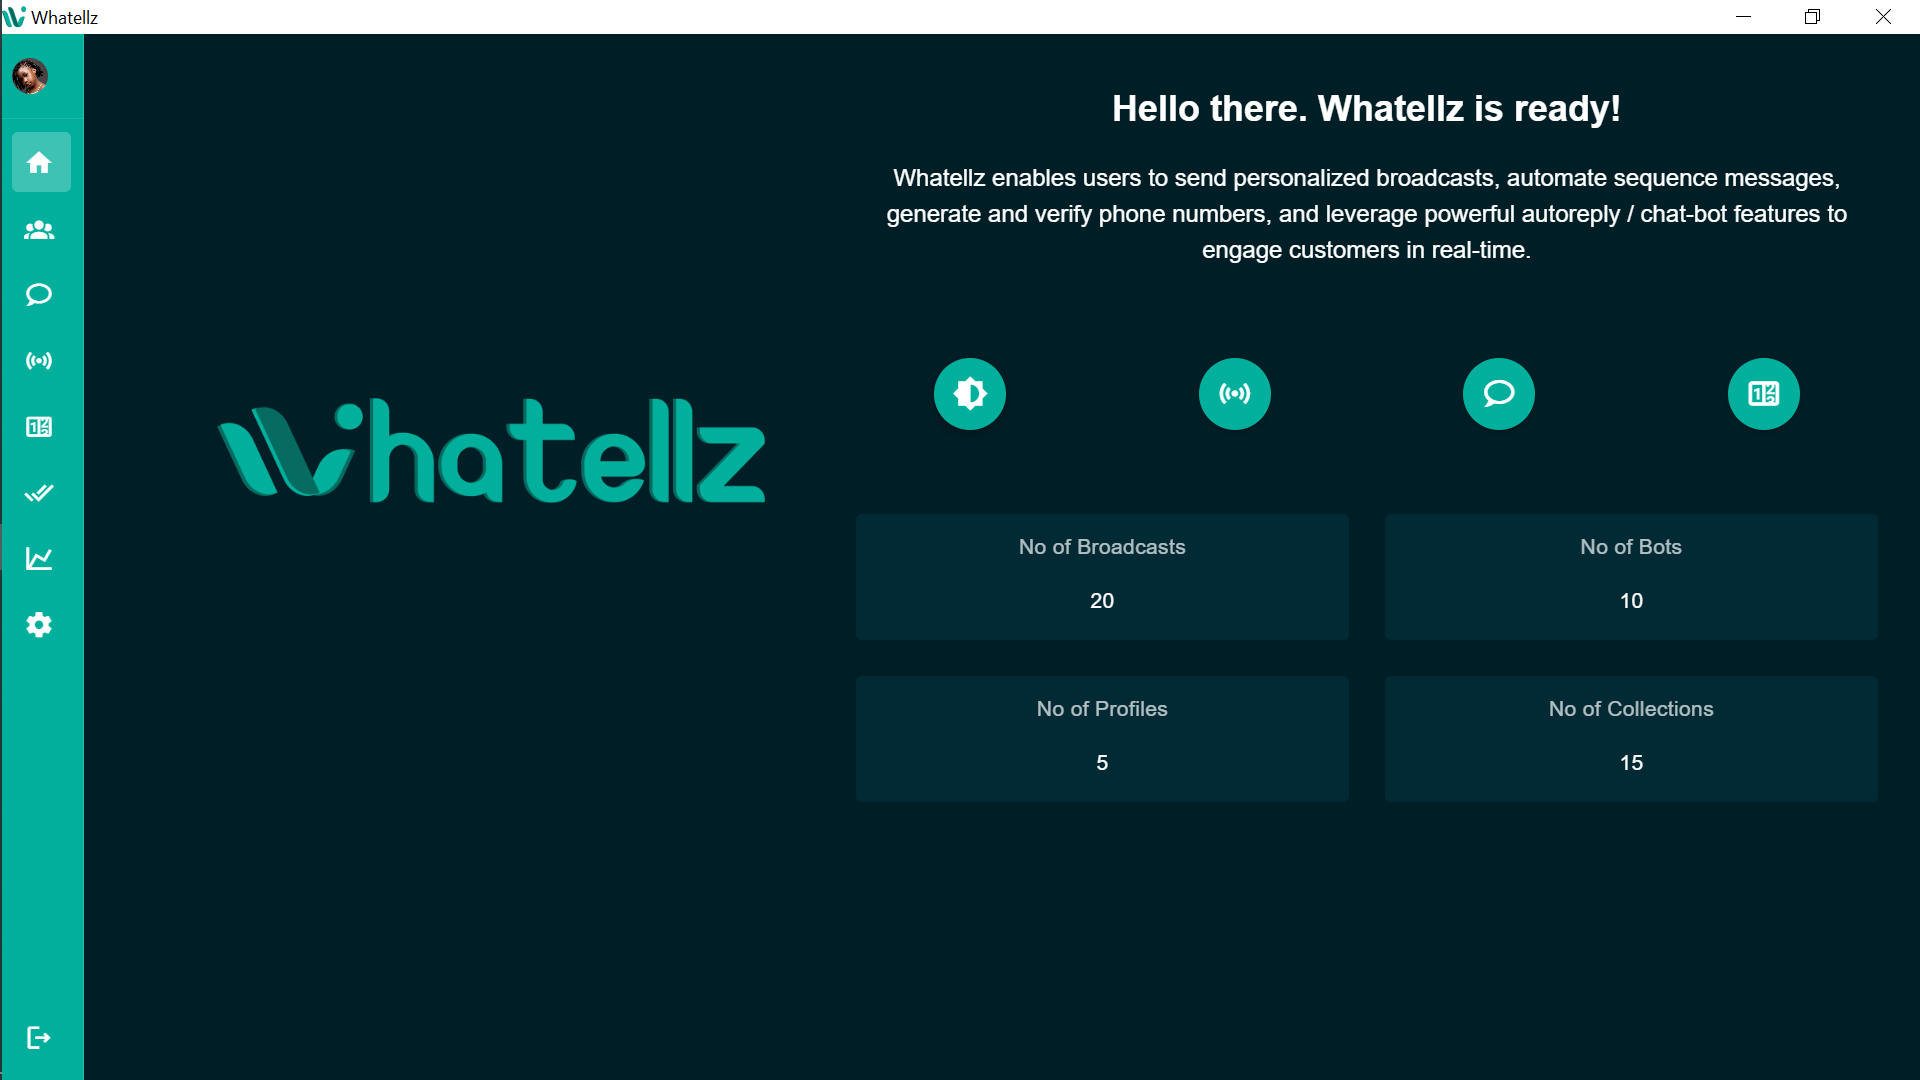 Whatellz
Hello there. Whatellz is ready!
Whatellz enables users to send personalized broadcasts, automate sequence messages,
generate and verify phone numbers, and leverage powerful autoreply / chat-bot features to
engage customers in real-time.
Whatellz
No of Broadcasts
20
No of Bots
10
No of Profiles
5
No of Collections
15